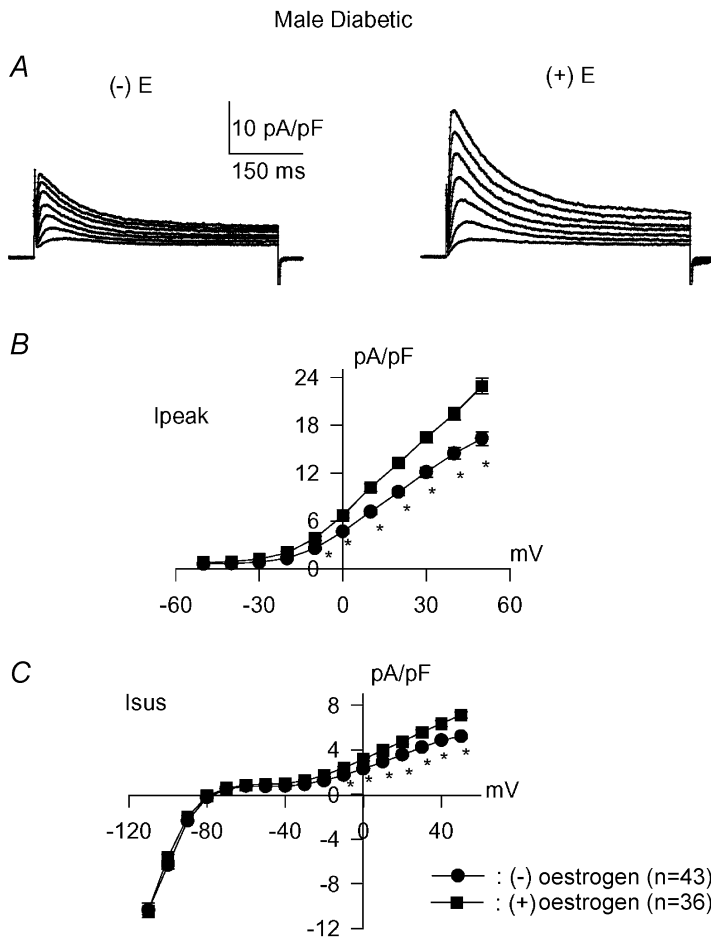 Male Diabetic
A
(-) E
(+) E
10 pA/pF
150 ms
B
pA/pF
24
Ipeak
18
12
6
* * * * * * *
mV
0
-60 -30 0 30 60
C
pA/pF
Isus
8
4
* * * * * * *
0
mV
-120 -80 -40 0 40
-4
-8
-12
: (-) oestrogen (n=43)
: (+) oestrogen (n=36)